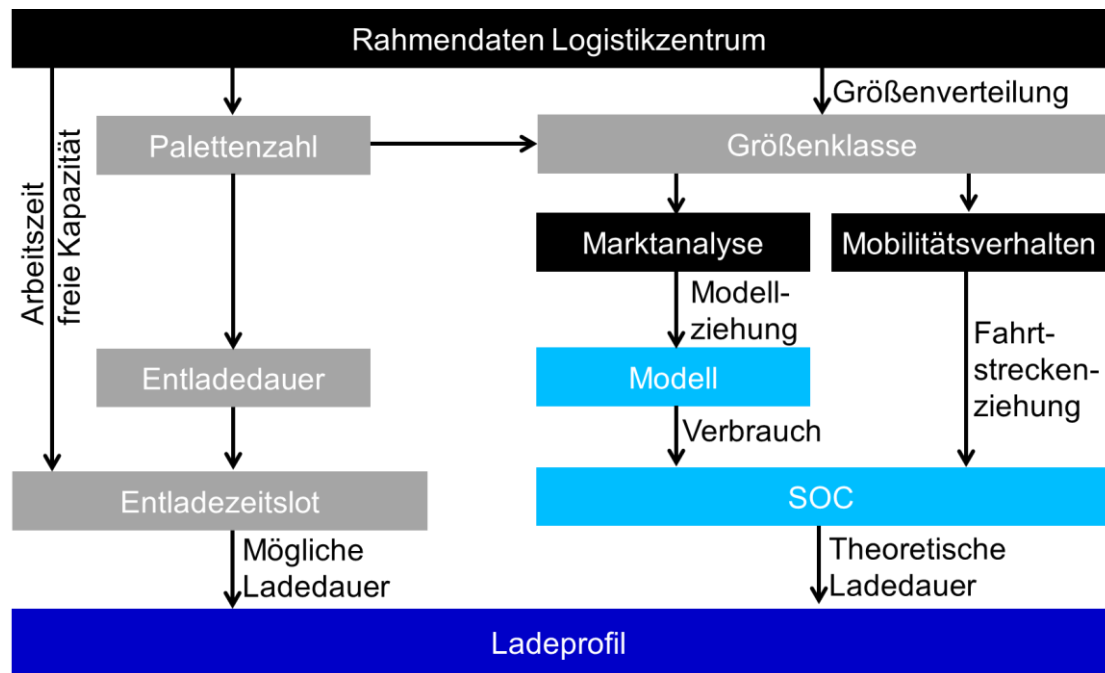 Rahmendaten Logistikzentrum
Größenverteilung
Palettenzahl
Größenklasse
Arbeitszeit
freie Kapazität
Marktanalyse
Mobilitätsverhalten
Modell-
ziehung
Fahrt-
strecken-
ziehung
Entladedauer
Modell
Verbrauch
Entladezeitslot
SOC
Mögliche
Ladedauer
Theoretische
Ladedauer
Ladeprofil